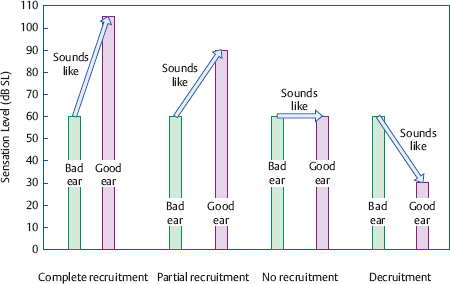 Sensation Level (dB SL)
110
100
90
80
70
60
50
40
30
20
10
0
Sounds
like
Bad
ear
Good
ear
Sounds
like
Bad
ear
Good
ear
Sounds
like
Bad
ear
Good
ear
Sounds
like
Bad
ear
Good
ear
Complete recruitment
Partial recruitment
No recruitment
Decruitment